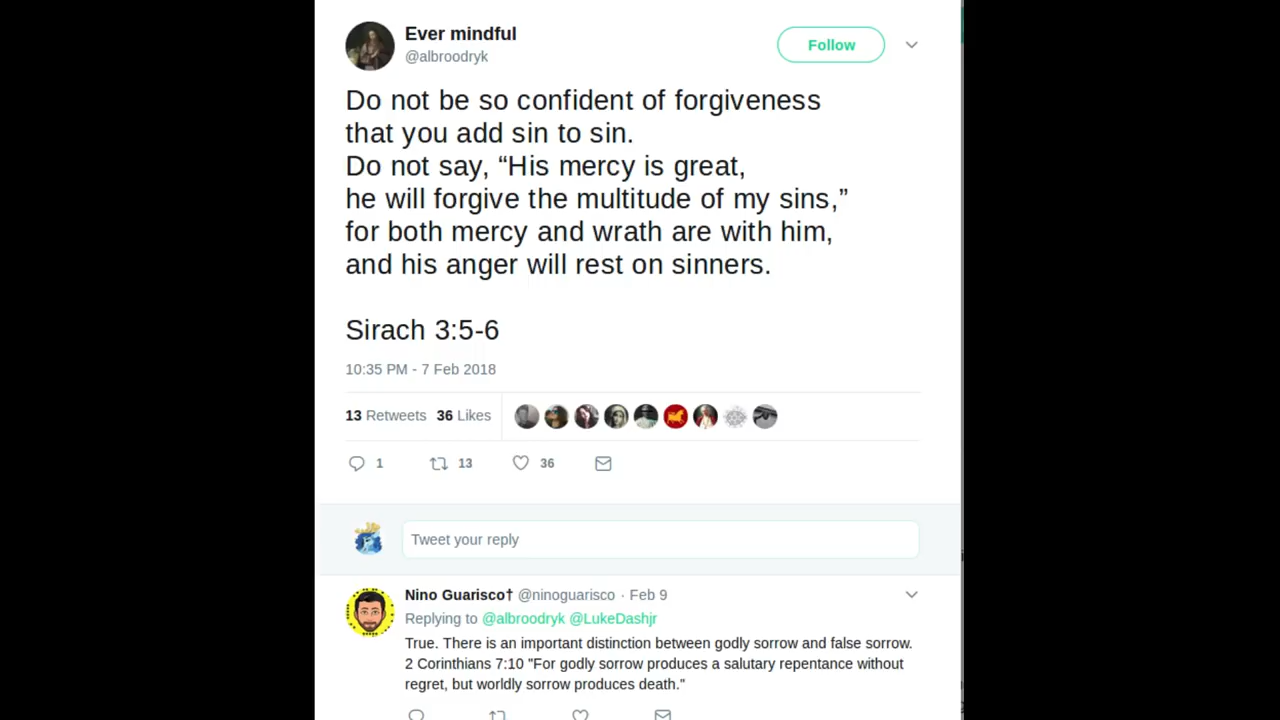 Ever mindful
@albroodryk
Follow
Do not be so confident of forgiveness
that you add sin to sin.
Do not say, “His mercy is great,
he will forgive the multitude of my sins,”
for both mercy and wrath are with him,
and his anger will rest on sinners.
Sirach 3:5-6
10:35 PM - 7 Feb 2018
13 Retweets 36 Likes
1 13 36
Tweet your reply
Nino Guarisco† @ninoguarisco · Feb 9
Replying to @albroodryk @LukeDashjr
True. There is an important distinction between godly sorrow and false sorrow.
2 Corinthians 7:10 "For godly sorrow produces a salutary repentance without
regret, but worldly sorrow produces death."